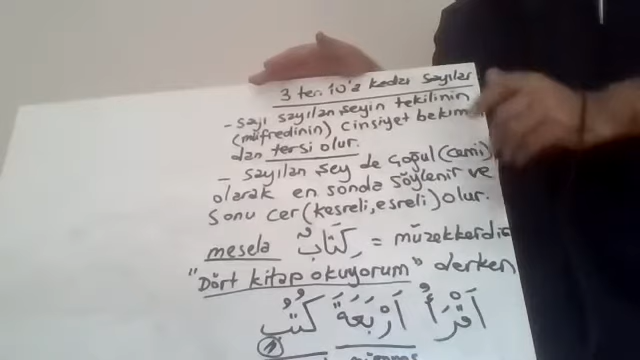 3 ten 10'a kadar sayılar
- sayı sayılan şeyin tekilinin
(müfredinin) cinsiyet bakımın
dan tersi olur.
- sayılan şey de çoğul (cemi)
olarak en sonda söylenir ve
sonu cer (kesreli, esreli) olur.
mesela كِتَابٌ = müzekkerdir
"Dört kitap okuyorum" derken
أَقْرَأُ أَرْبَعَةَ كُتُبٍ